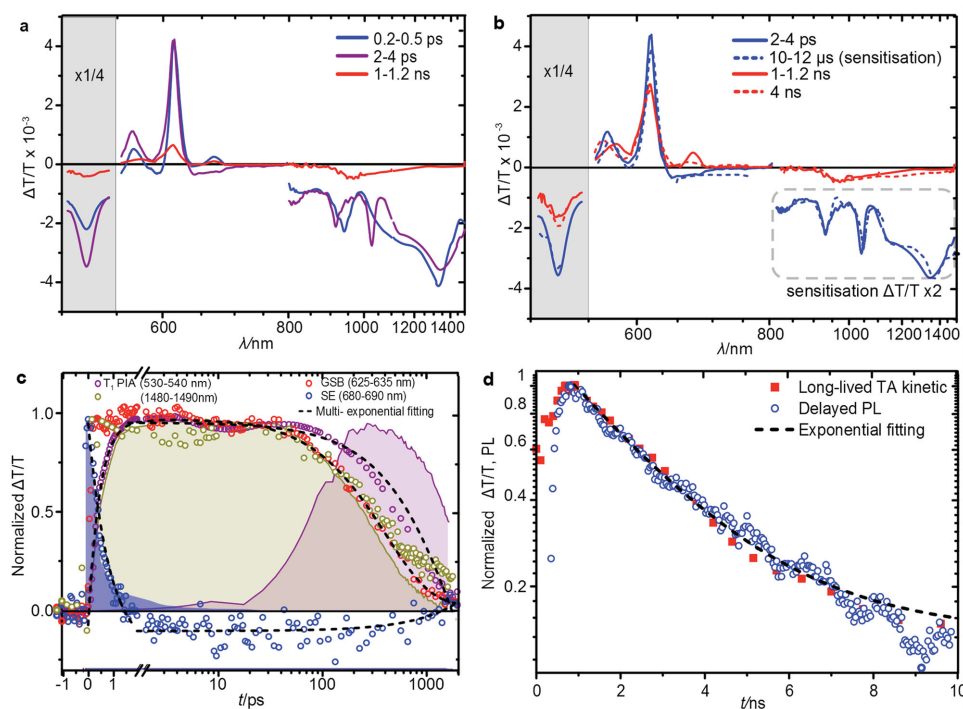 a
0.2-0.5 ps
2-4 ps
1-1.2 ns
x1/4
ΔT/T x 10⁻³
4
2
0
-2
-4
600
800
1000
1200
1400
λ/nm
b
2-4 ps
10-12 µs (sensitisation)
1-1.2 ns
4 ns
x1/4
ΔT/T x 10⁻³
4
2
0
-2
-4
sensitisation ΔT/T x2
600
800
1000
1200
1400
λ/nm
c
T₁ PIA (530-540 nm)
(1480-1490nm)
GSB (625-635 nm)
SE (680-690 nm)
Multi- exponential fitting
Normalized ΔT/T
1.0
0.5
0.0
-1
0
1
10
100
1000
t/ps
d
Long-lived TA kinetic
Delayed PL
Exponential fitting
Normalized ΔT/T, PL
1
0.8
0.6
0.4
0.2
0
2
4
6
8
10
t/ns